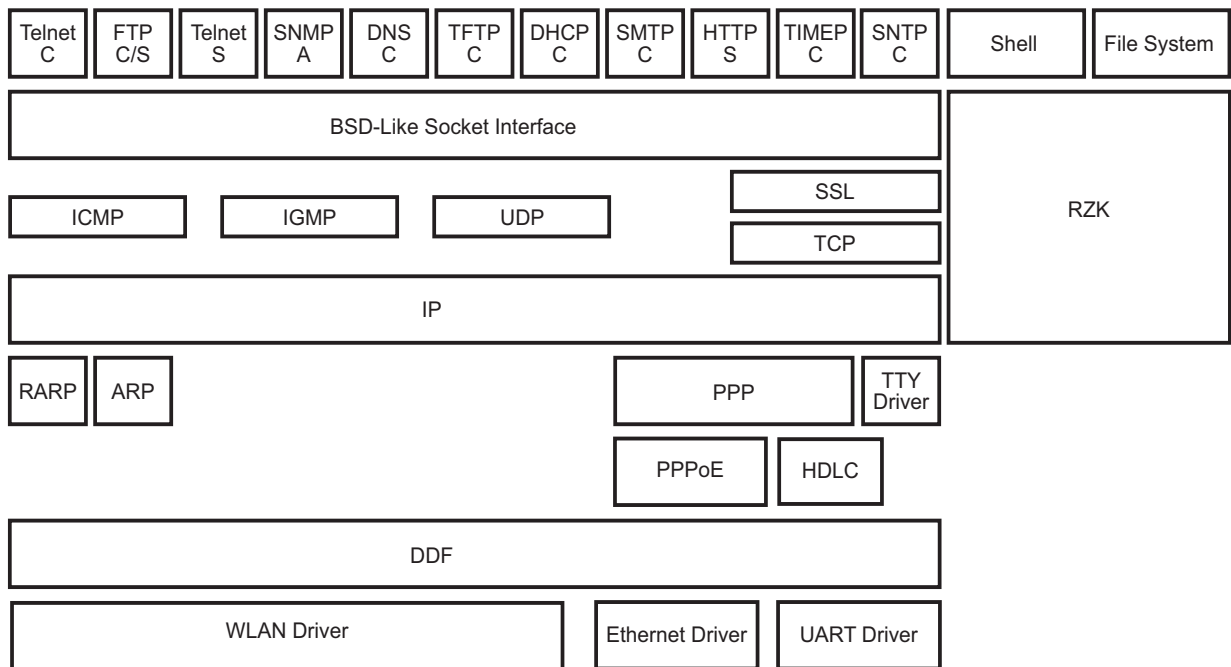 Telnet
C
FTP
C/S
Telnet
S
SNMP
A
DNS
C
TFTP
C
DHCP
C
SMTP
C
HTTP
S
TIMEP
C
SNTP
C
Shell
File System
BSD-Like Socket Interface
RZK
ICMP
IGMP
UDP
SSL
TCP
IP
RARP
ARP
PPP
TTY
Driver
PPPoE
HDLC
DDF
WLAN Driver
Ethernet Driver
UART Driver